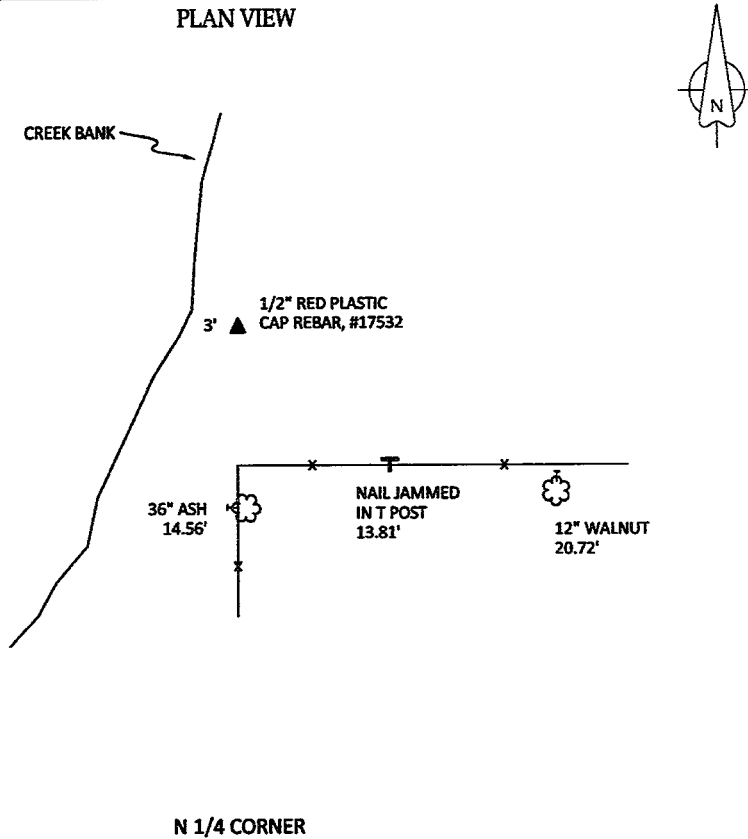 PLAN VIEW
N
CREEK BANK
1/2" RED PLASTIC
CAP REBAR, #17532
3'
36" ASH
14.56'
NAIL JAMMED
IN T POST
13.81'
12" WALNUT
20.72'
N 1/4 CORNER